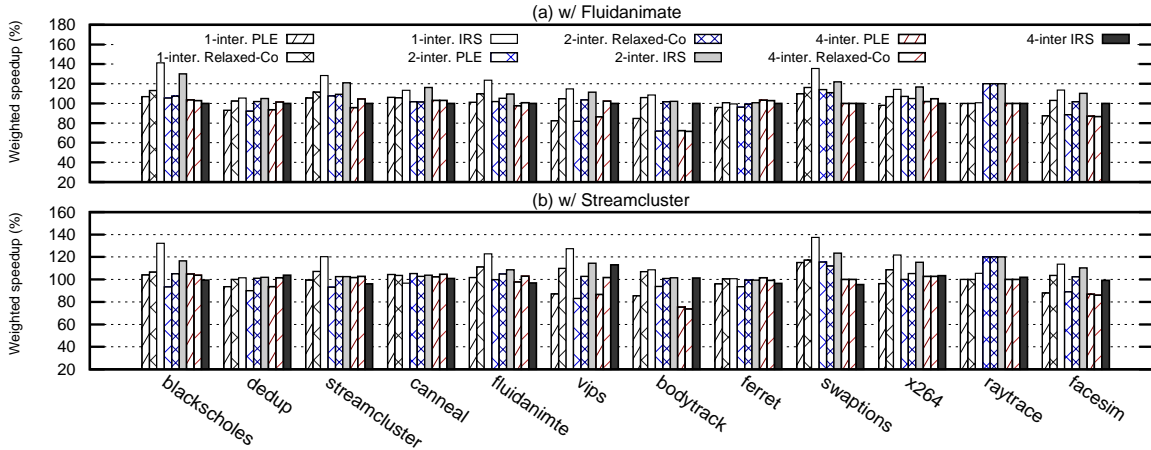 (a) w/ Fluidanimate
Weighted speedup (%)
180
160
140
120
100
80
60
40
20
1-inter. PLE
1-inter. Relaxed-Co
1-inter. IRS
2-inter. PLE
2-inter. Relaxed-Co
2-inter. IRS
4-inter. PLE
4-inter. Relaxed-Co
4-inter IRS
(b) w/ Streamcluster
Weighted speedup (%)
160
140
120
100
80
60
40
20
blackscholes
dedup
streamcluster
canneal
fluidanimte
vips
bodytrack
ferret
swaptions
x264
raytrace
facesim